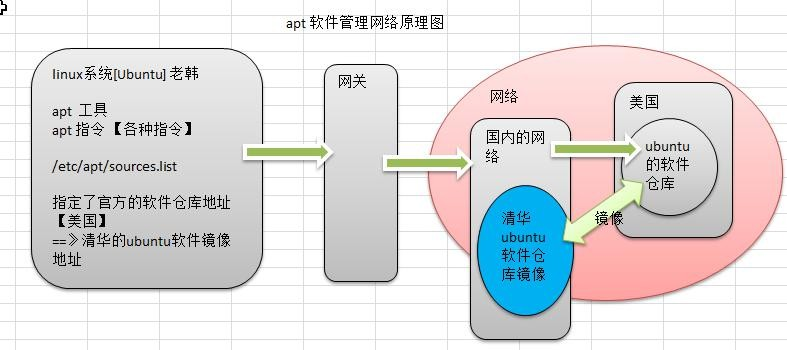 apt 软件管理网络原理图
linux系统[Ubuntu] 老韩
apt 工具
apt 指令 【各种指令】
/etc/apt/sources.list
指定了官方的软件仓库地址
【美国】
==》清华的ubuntu软件镜像
地址
网关
网络
国内的网
络
清华
ubuntu
软件仓
库镜像
镜像
美国
ubuntu
的软件
仓库